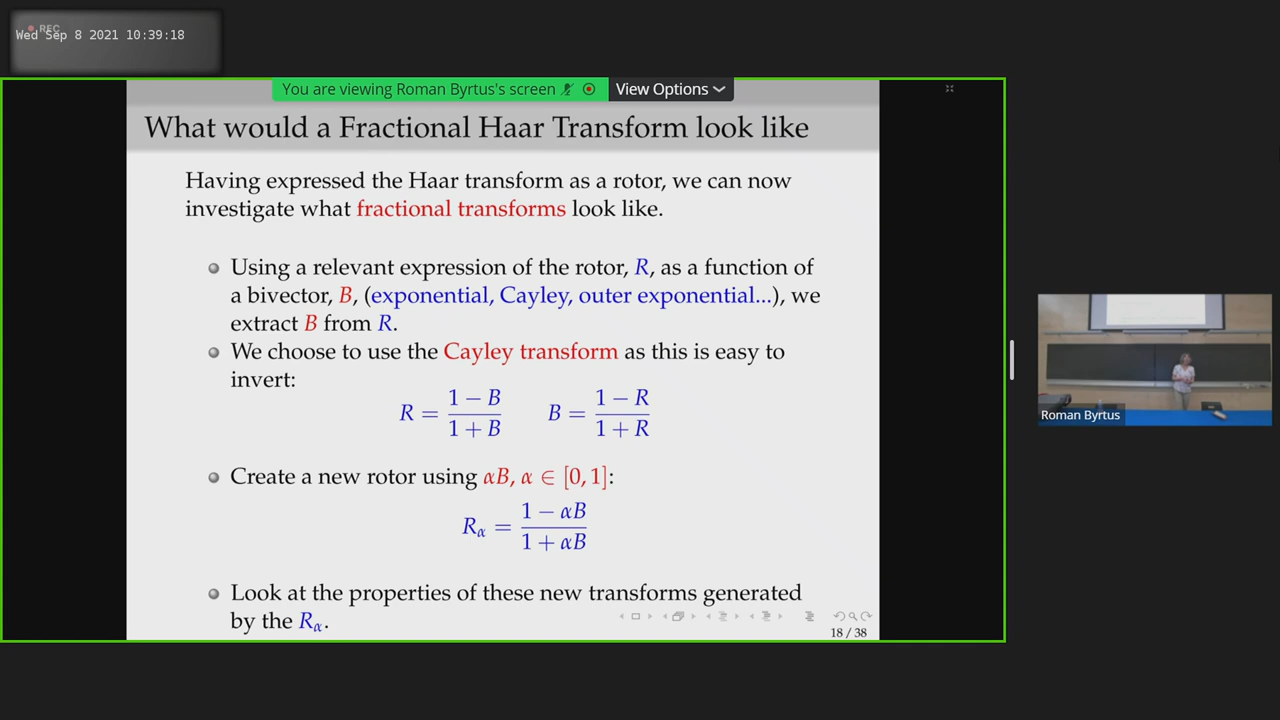 REC
Wed Sep 8 2021 10:39:18
You are viewing Roman Byrtus's screen
View Options
What would a Fractional Haar Transform look like
Having expressed the Haar transform as a rotor, we can now
investigate what fractional transforms look like.
Using a relevant expression of the rotor, R, as a function of
a bivector, B, (exponential, Cayley, outer exponential...), we
extract B from R.
We choose to use the Cayley transform as this is easy to
invert:
R = (1 − B)/(1 + B) B = (1 − R)/(1 + R)
Create a new rotor using αB, α ∈ [0, 1]:
Rα = (1 − αB)/(1 + αB)
Look at the properties of these new transforms generated
by the Rα.
18 / 38
Roman Byrtus